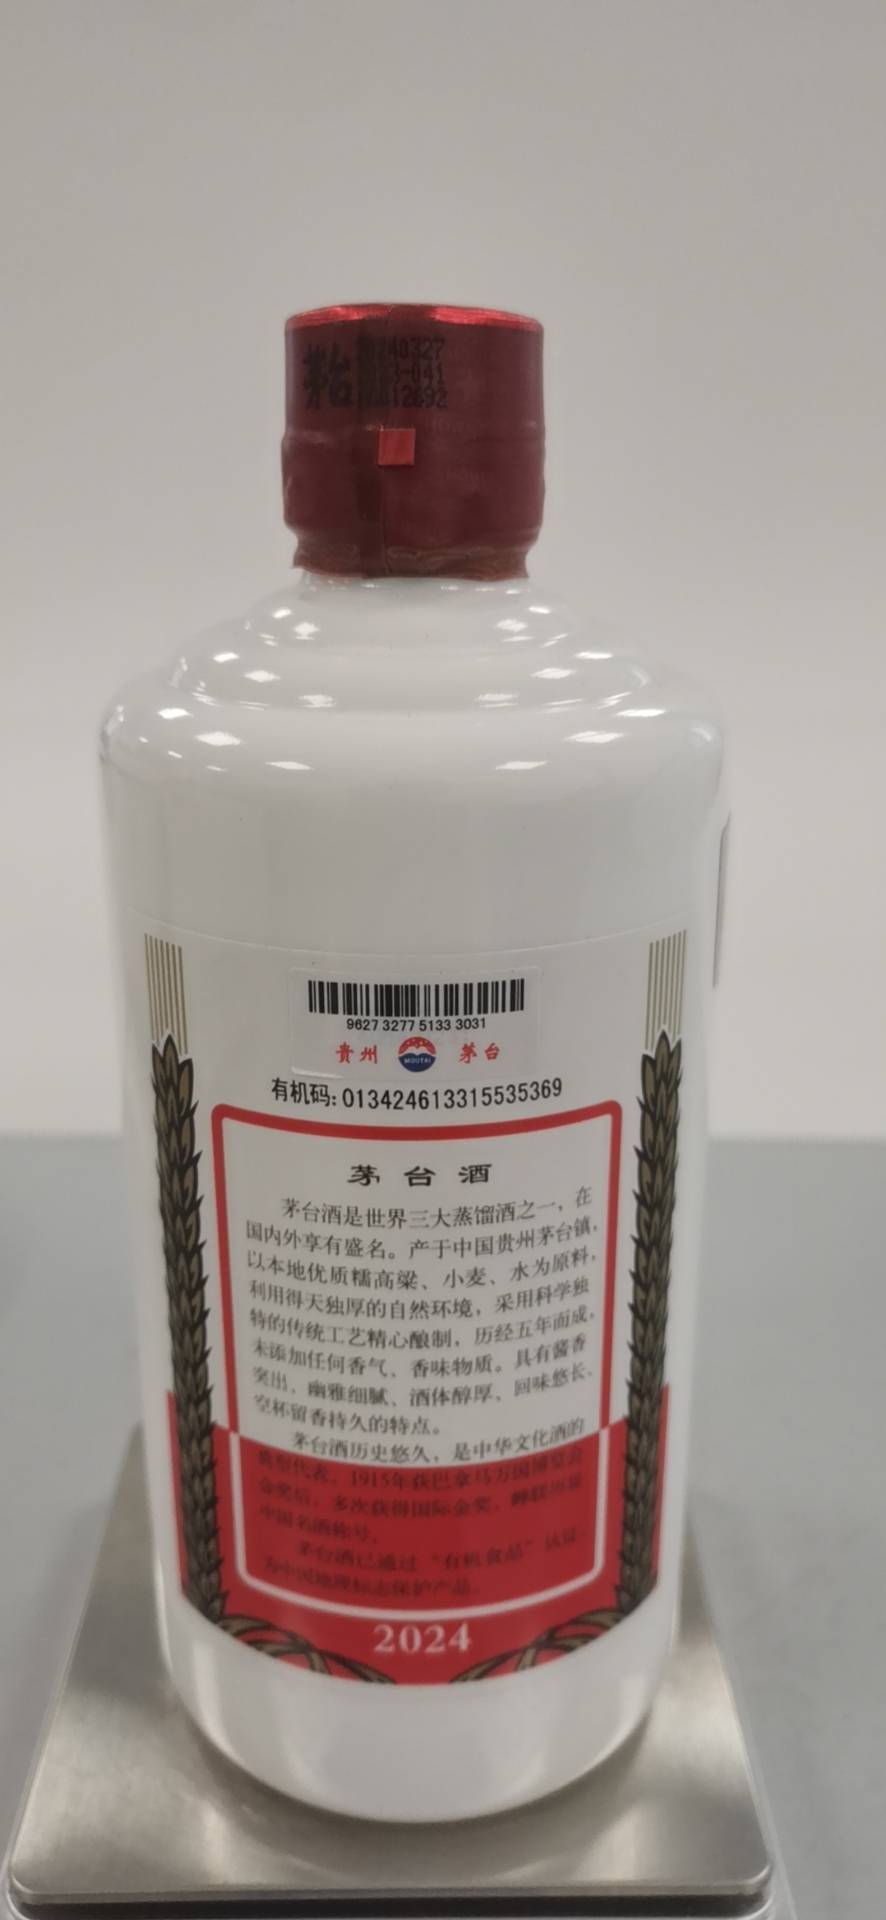 茅台
240327
-041
12692
9627 3277 5133 3031
贵州 MOUTAI 茅台
有机码:013424613315535369
茅台酒
茅台酒是世界三大蒸馏酒之一，在
国内外享有盛名。产于中国贵州茅台镇，
以本地优质糯高粱、小麦、水为原料，
利用得天独厚的自然环境，采用科学独
特的传统工艺精心酿制，历经五年而成，
未添加任何香气、香味物质。具有酱香
突出、幽雅细腻、酒体醇厚、回味悠长、
空杯留香持久的特点。
茅台酒历史悠久，是中华文化酒的
典型代表，1915年获巴拿马万国博览会
金奖后，多次获得国际金奖，蝉联历届
中国名酒称号。
茅台酒已通过“有机食品”认证，
为中国地理标志保护产品。
2024